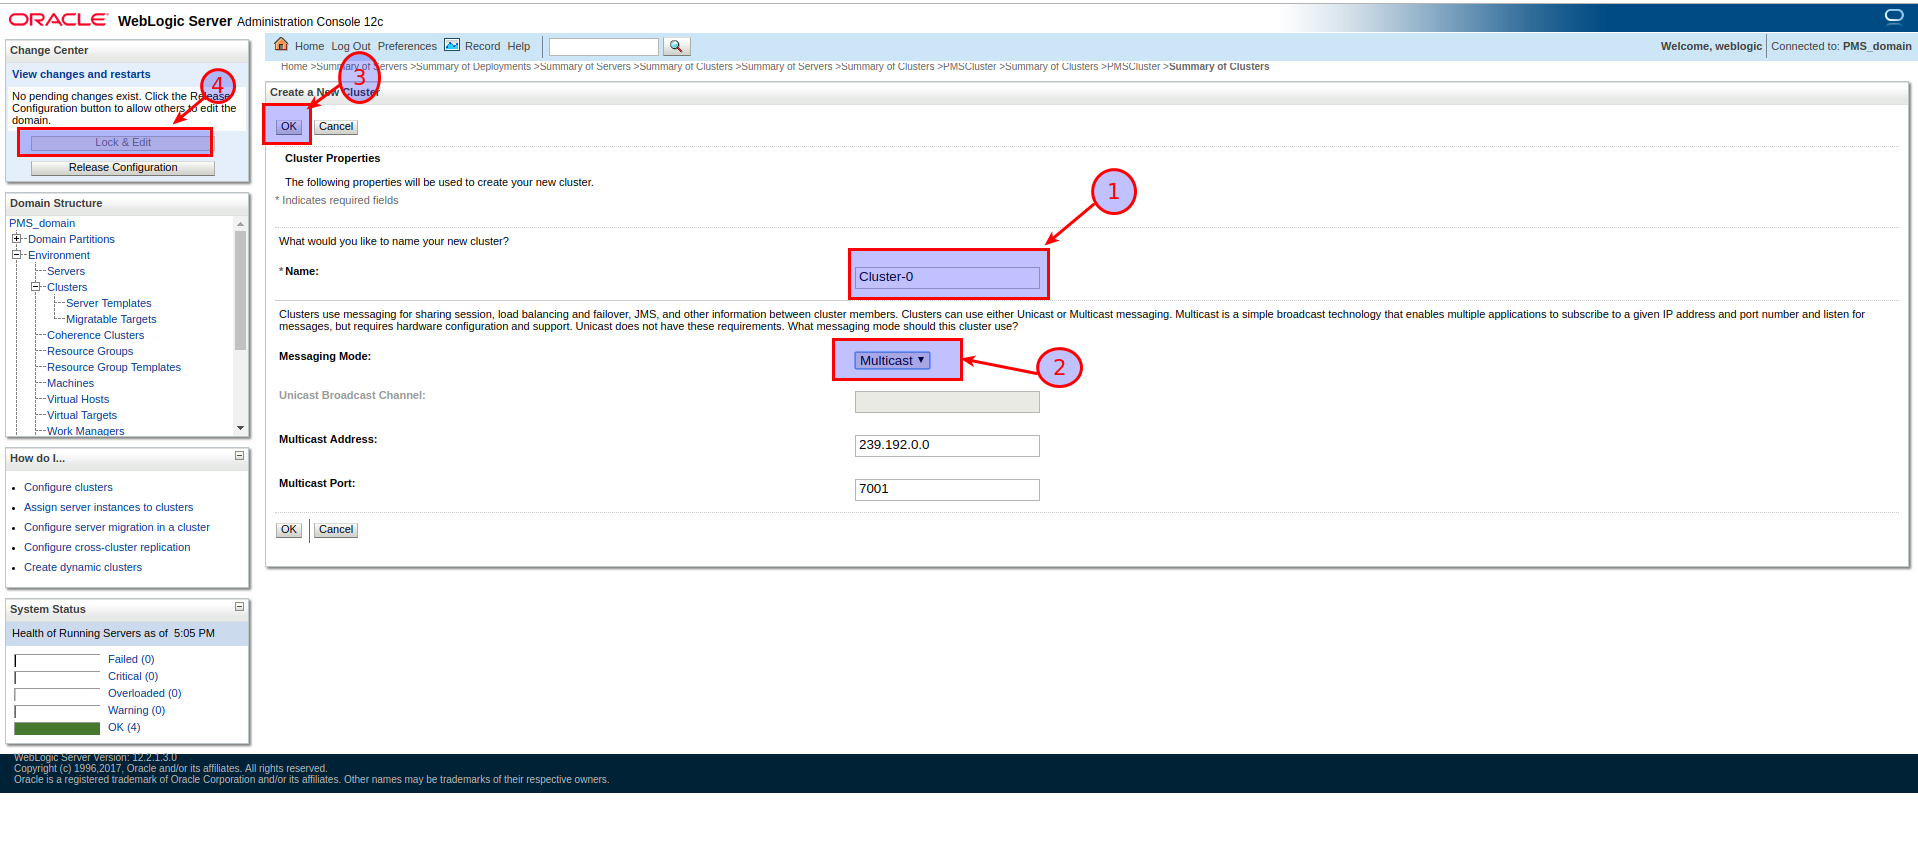 ORACLE WebLogic Server Administration Console 12c
Change Center
View changes and restarts
No pending changes exist. Click the Release
Configuration button to allow others to edit the
domain.
4
Lock & Edit
Release Configuration
Domain Structure
PMS_domain
Domain Partitions
Environment
Servers
Clusters
Server Templates
Migratable Targets
Coherence Clusters
Resource Groups
Resource Group Templates
Machines
Virtual Hosts
Virtual Targets
Work Managers
How do I...
Configure clusters
Assign server instances to clusters
Configure server migration in a cluster
Configure cross-cluster replication
Create dynamic clusters
System Status
Health of Running Servers as of 5:05 PM
Failed (0)
Critical (0)
Overloaded (0)
Warning (0)
OK (4)
Home Log Out Preferences Record Help
Welcome, weblogic Connected to: PMS_domain
Home >Summary of Servers >Summary of Deployments >Summary of Servers >Summary of Clusters >Summary of Servers >Summary of Clusters >PMSCluster >Summary of Clusters >PMSCluster >Summary of Clusters
3
Create a New Cluster
OK Cancel
Cluster Properties
The following properties will be used to create your new cluster.
* Indicates required fields
1
What would you like to name your new cluster?
* Name: Cluster-0
Clusters use messaging for sharing session, load balancing and failover, JMS, and other information between cluster members. Clusters can use either Unicast or Multicast messaging. Multicast is a simple broadcast technology that enables multiple applications to subscribe to a given IP address and port number and listen for
messages, but requires hardware configuration and support. Unicast does not have these requirements. What messaging mode should this cluster use?
Messaging Mode: Multicast
2
Unicast Broadcast Channel:
Multicast Address: 239.192.0.0
Multicast Port: 7001
OK Cancel
WebLogic Server Version: 12.2.1.3.0
Copyright (c) 1996,2017, Oracle and/or its affiliates. All rights reserved.
Oracle is a registered trademark of Oracle Corporation and/or its affiliates. Other names may be trademarks of their respective owners.